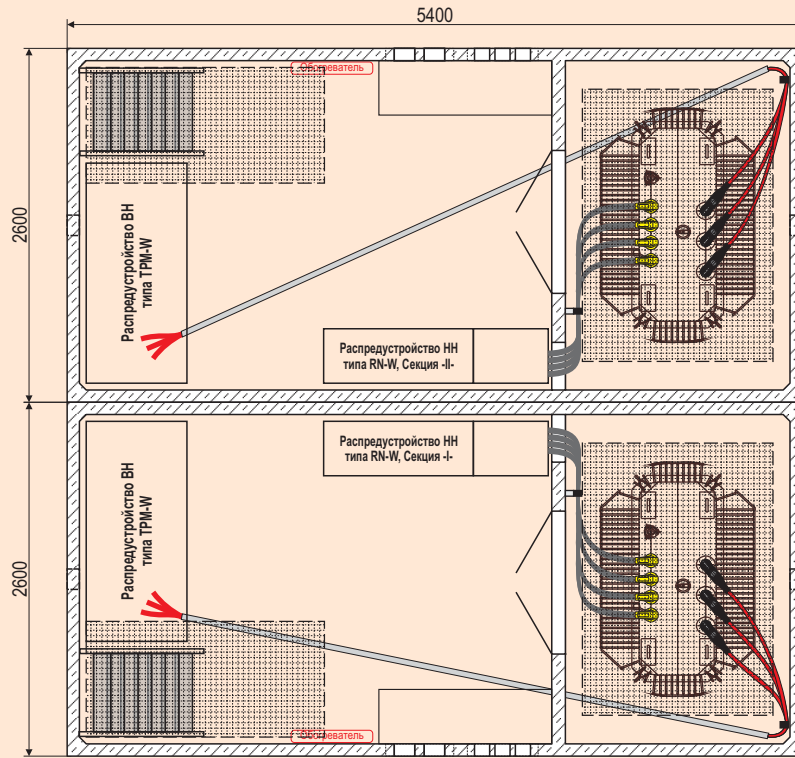 5400
Обогреватель
2600
Распредустройство ВН
типа TPM-W
Распредустройство НН
типа RN-W, Секция -II-
Распредустройство НН
типа RN-W, Секция -I-
2600
Распредустройство ВН
типа TPM-W
Обогреватель